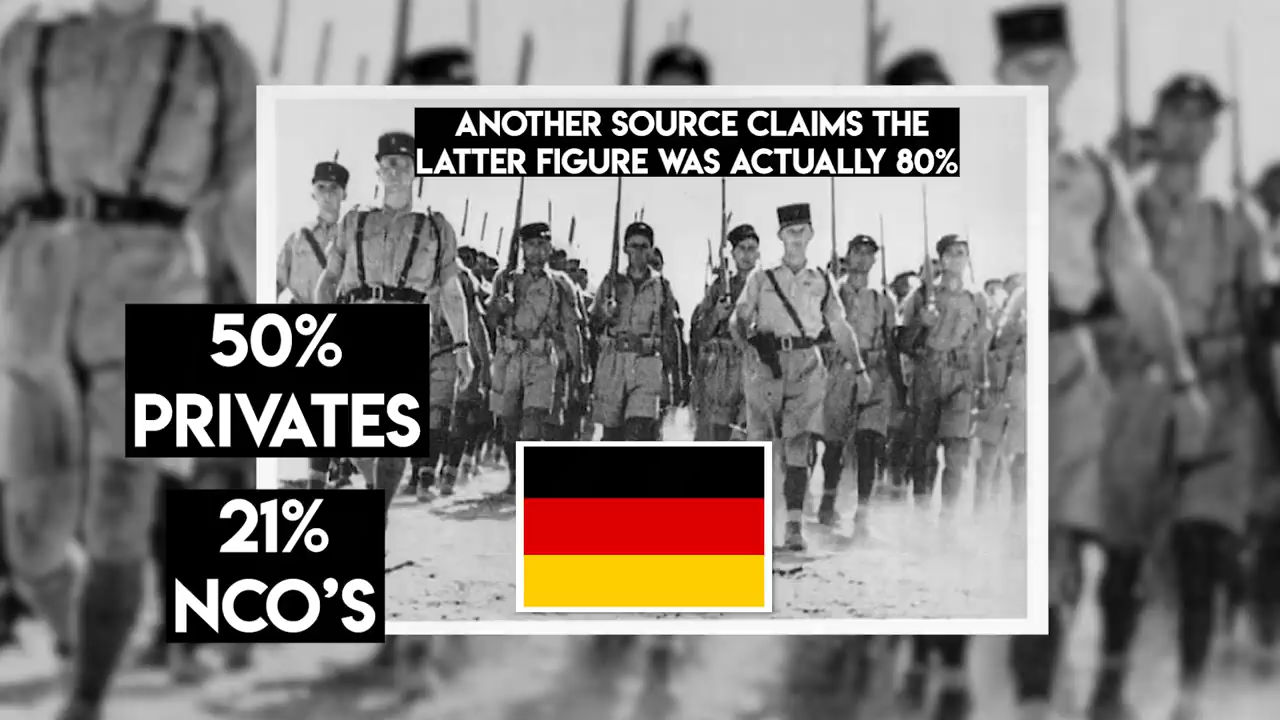 ANOTHER SOURCE CLAIMS THE
LATTER FIGURE WAS ACTUALLY 80%
50%
PRIVATES
21%
NCO'S